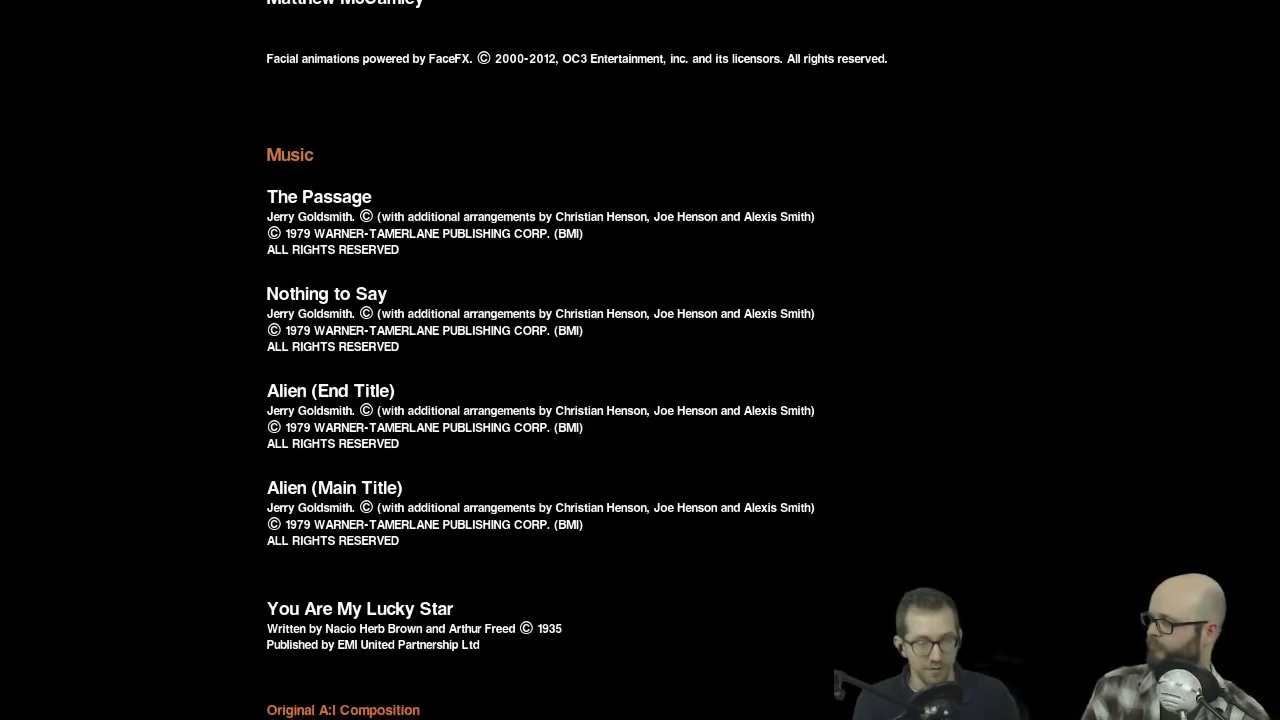 Matthew McCamley
Facial animations powered by FaceFX. © 2000-2012, OC3 Entertainment, inc. and its licensors. All rights reserved.
Music
The Passage
Jerry Goldsmith. © (with additional arrangements by Christian Henson, Joe Henson and Alexis Smith)
© 1979 WARNER-TAMERLANE PUBLISHING CORP. (BMI)
ALL RIGHTS RESERVED
Nothing to Say
Jerry Goldsmith. © (with additional arrangements by Christian Henson, Joe Henson and Alexis Smith)
© 1979 WARNER-TAMERLANE PUBLISHING CORP. (BMI)
ALL RIGHTS RESERVED
Alien (End Title)
Jerry Goldsmith. © (with additional arrangements by Christian Henson, Joe Henson and Alexis Smith)
© 1979 WARNER-TAMERLANE PUBLISHING CORP. (BMI)
ALL RIGHTS RESERVED
Alien (Main Title)
Jerry Goldsmith. © (with additional arrangements by Christian Henson, Joe Henson and Alexis Smith)
© 1979 WARNER-TAMERLANE PUBLISHING CORP. (BMI)
ALL RIGHTS RESERVED
You Are My Lucky Star
Written by Nacio Herb Brown and Arthur Freed © 1935
Published by EMI United Partnership Ltd
Original A:I Composition